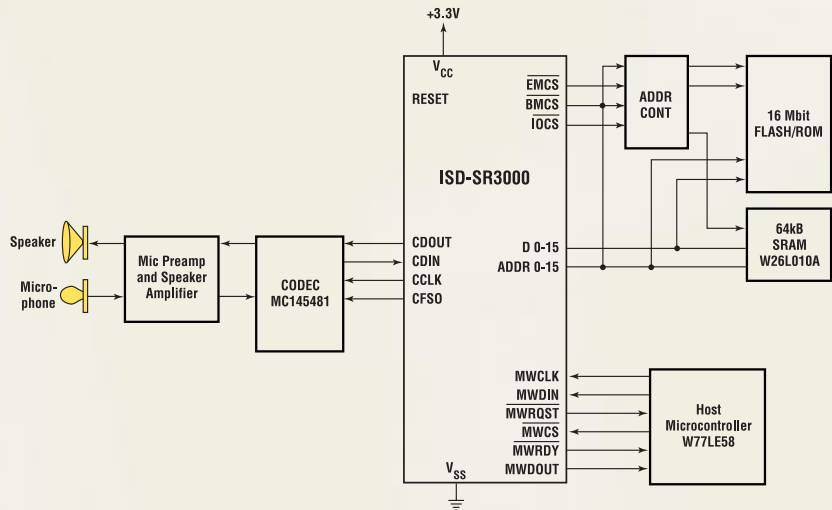 +3.3V
VCC
RESET
EMCS
BMCS
IOCS
ISD-SR3000
ADDR
CONT
16 Mbit
FLASH/ROM
64kB
SRAM
W26L010A
D 0-15
ADDR 0-15
Speaker
Micro-
phone
Mic Preamp
and Speaker
Amplifier
CODEC
MC145481
CDOUT
CDIN
CCLK
CFSO
MWCLK
MWDIN
MWRQST
MWCS
MWRDY
MWDOUT
Host
Microcontroller
W77LE58
VSS